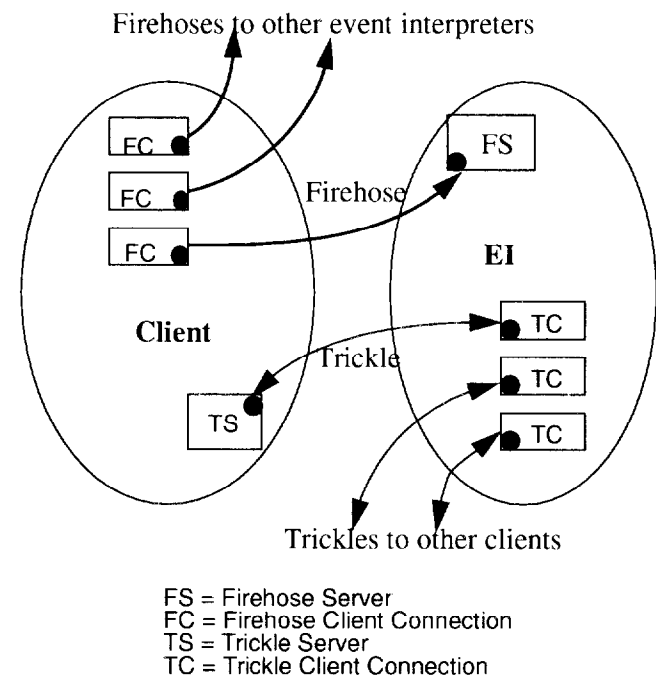 Firehoses to other event interpreters
FC
FS
FC
Firehose
FC
EI
Client
TC
Trickle
TC
TS
TC
Trickles to other clients
FS = Firehose Server
FC = Firehose Client Connection
TS = Trickle Server
TC = Trickle Client Connection